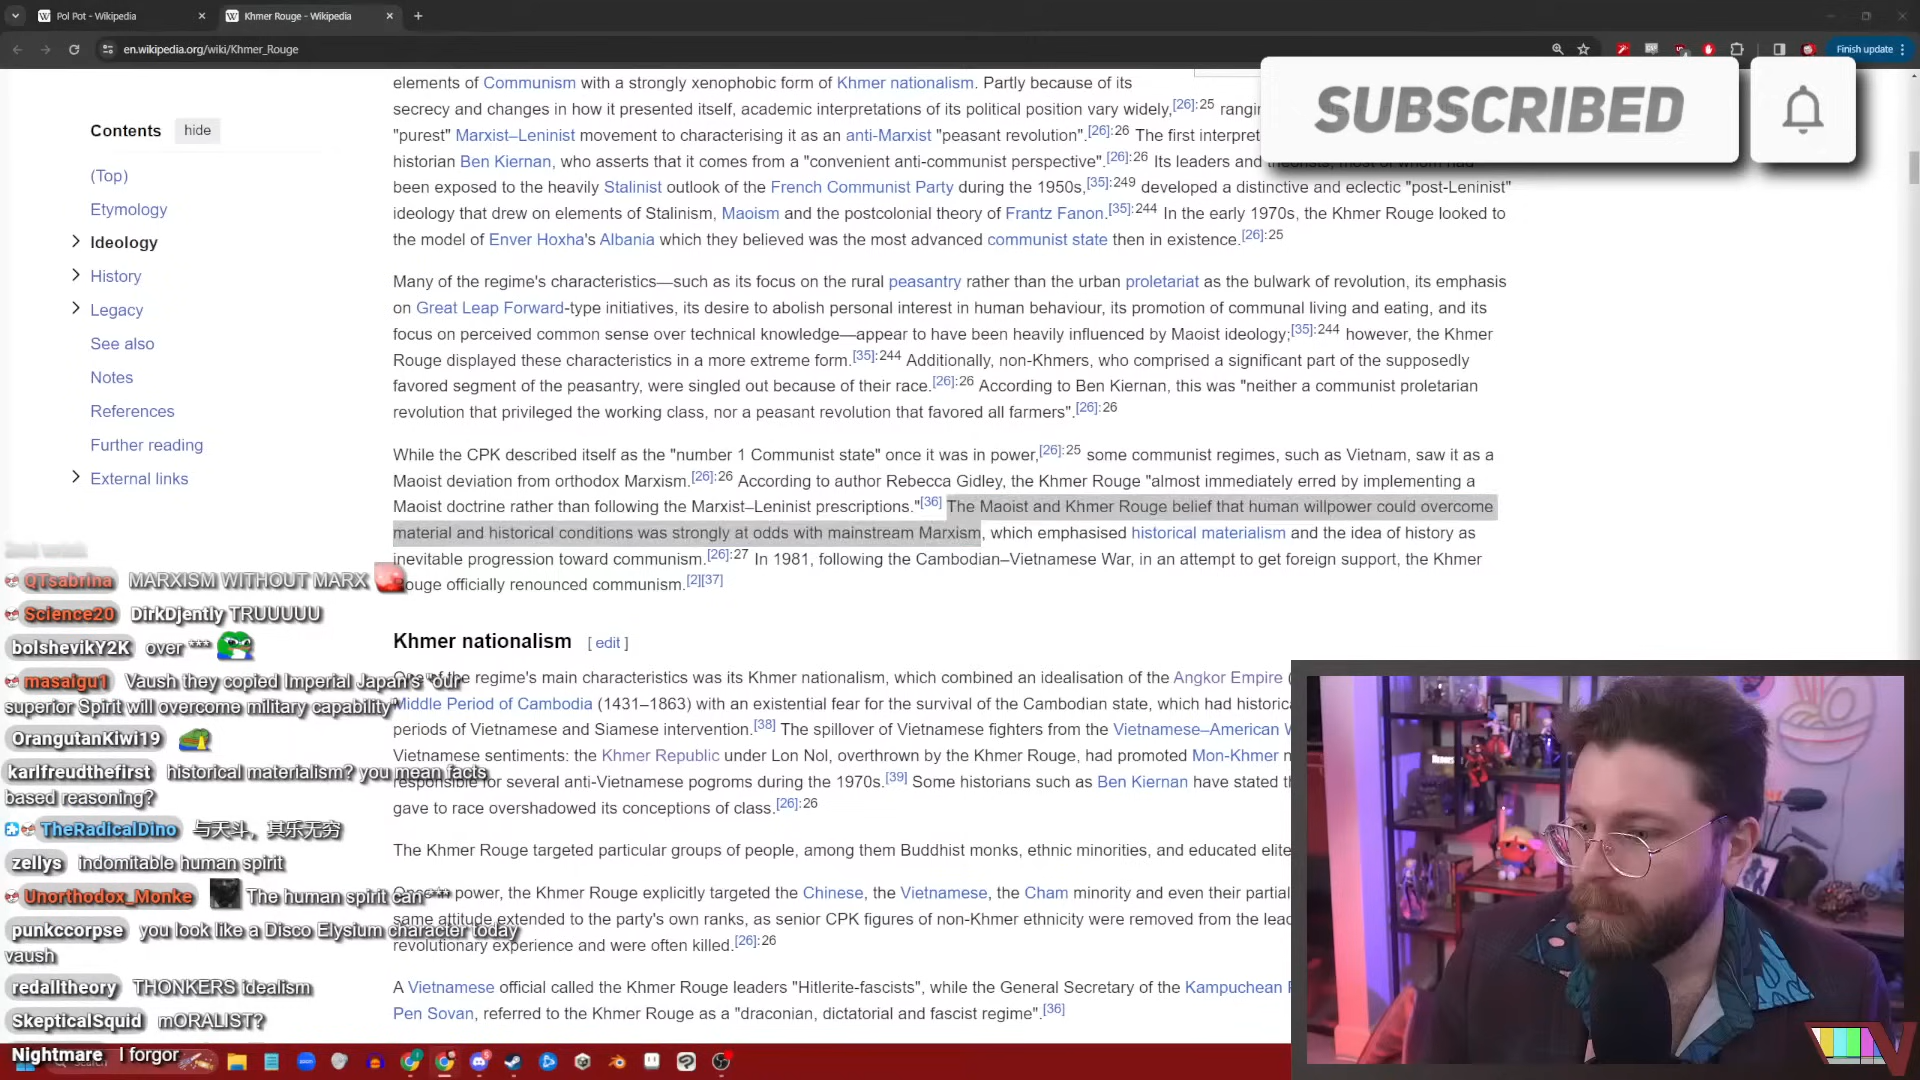 Pol Pot - Wikipedia
Khmer Rouge - Wikipedia
en.wikipedia.org/wiki/Khmer_Rouge
Finish update
SUBSCRIBED
Contents hide
(Top)
Etymology
Ideology
History
Legacy
See also
Notes
References
Further reading
External links
elements of Communism with a strongly xenophobic form of Khmer nationalism. Partly because of its
secrecy and changes in how it presented itself, academic interpretations of its political position vary widely,[26]:25
"purest" Marxist–Leninist movement to characterising it as an anti-Marxist "peasant revolution".[26]:26 The first
historian Ben Kiernan, who asserts that it comes from a "convenient anti-communist perspective".[26]:26 Its leaders and theorists, most of whom had
been exposed to the heavily Stalinist outlook of the French Communist Party during the 1950s,[35]:249 developed a distinctive and eclectic "post-Leninist"
ideology that drew on elements of Stalinism, Maoism and the postcolonial theory of Frantz Fanon.[35]:244 In the early 1970s, the Khmer Rouge looked to
the model of Enver Hoxha's Albania which they believed was the most advanced communist state then in existence.[26]:25
Many of the regime's characteristics—such as its focus on the rural peasantry rather than the urban proletariat as the bulwark of revolution, its emphasis
on Great Leap Forward-type initiatives, its desire to abolish personal interest in human behaviour, its promotion of communal living and eating, and its
focus on perceived common sense over technical knowledge—appear to have been heavily influenced by Maoist ideology;[35]:244 however, the Khmer
Rouge displayed these characteristics in a more extreme form.[35]:244 Additionally, non-Khmers, who comprised a significant part of the supposedly
favored segment of the peasantry, were singled out because of their race.[26]:26 According to Ben Kiernan, this was "neither a communist proletarian
revolution that privileged the working class, nor a peasant revolution that favored all farmers".[26]:26
While the CPK described itself as the "number 1 Communist state" once it was in power,[26]:25 some communist regimes, such as Vietnam, saw it as a
Maoist deviation from orthodox Marxism.[26]:26 According to author Rebecca Gidley, the Khmer Rouge "almost immediately erred by implementing a
Maoist doctrine rather than following the Marxist–Leninist prescriptions."[36] The Maoist and Khmer Rouge belief that human willpower could overcome
material and historical conditions was strongly at odds with mainstream Marxism, which emphasised historical materialism and the idea of history as
inevitable progression toward communism.[26]:27 In 1981, following the Cambodian–Vietnamese War, in an attempt to get foreign support, the Khmer
Rouge officially renounced communism.[2][37]
Khmer nationalism [ edit ]
One of the regime's main characteristics was its Khmer nationalism, which combined an idealisation of the Angkor Empire (
Middle Period of Cambodia (1431–1863) with an existential fear for the survival of the Cambodian state, which had
periods of Vietnamese and Siamese intervention.[38] The spillover of Vietnamese fighters from the Vietnamese–American
Vietnamese sentiments: the Khmer Republic under Lon Nol, overthrown by the Khmer Rouge, had promoted Mon-Khmer
responsible for several anti-Vietnamese pogroms during the 1970s.[39] Some historians such as Ben Kiernan have stated
gave to race overshadowed its conceptions of class.[26]:26
The Khmer Rouge targeted particular groups of people, among them Buddhist monks, ethnic minorities, and educated
Once in power, the Khmer Rouge explicitly targeted the Chinese, the Vietnamese, the Cham minority and even their
same attitude extended to the party's own ranks, as senior CPK figures of non-Khmer ethnicity were removed from the
revolutionary experience and were often killed.[26]:26
A Vietnamese official called the Khmer Rouge leaders "Hitlerite-fascists", while the General Secretary of the Kampuchean
Pen Sovan, referred to the Khmer Rouge as a "draconian, dictatorial and fascist regime".[36]
QTsabrina MARXISM WITHOUT MARX
Science20 DirkDjently TRUUUUU
bolshevikY2K over ***
masaigu1 Vaush they copied Imperial Japan's "our
superior Spirit will overcome military capability"
OrangutanKiwi19
karlfreudthefirst historical materialism? you mean facts
based reasoning?
TheRadicalDino 与天斗，其乐无穷
zellys indomitable human spirit
Unorthodox_Monke The human spirit can
punkccorpse you look like a Disco Elysium character today
vaush
redalltheory THONKERS idealism
SkepticalSquid mORALIST?
Nightmare I forgor
Search